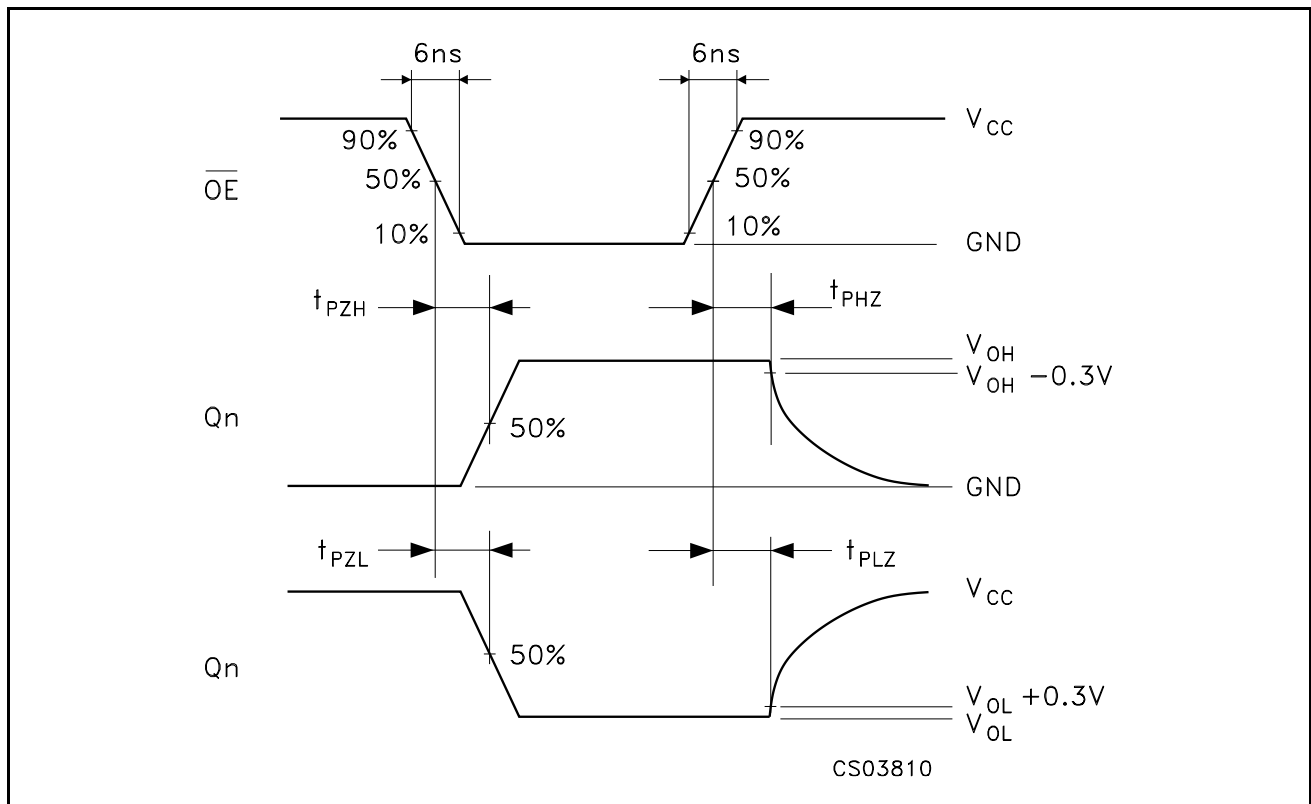 6ns 6ns
V_CC
90% 90%
O̅E̅ 50% 50%
10% 10%
GND
t_PZH t_PHZ
V_OH
V_OH −0.3V
Qn 50%
GND
t_PZL t_PLZ
V_CC
Qn 50%
V_OL +0.3V
V_OL
CS03810